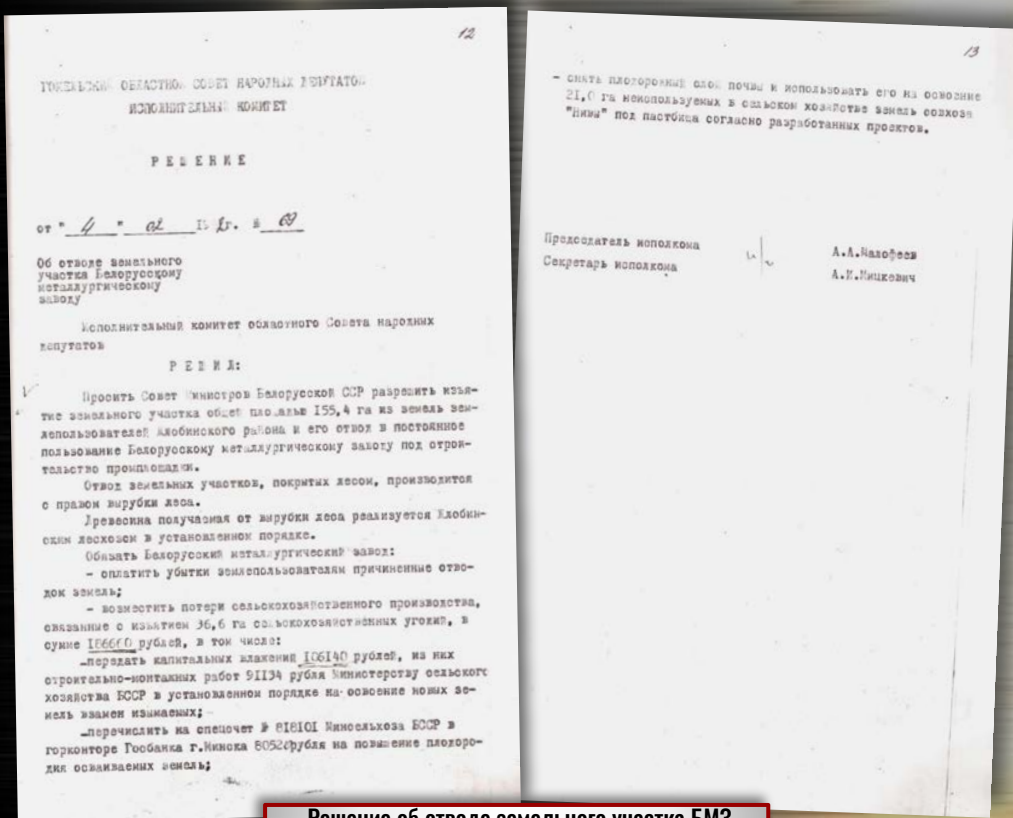 12
ГОМЕЛЬСКИЙ ОБЛАСТНОЙ СОВЕТ НАРОДНЫХ ДЕПУТАТОВ
ИСПОЛНИТЕЛЬНЫЙ КОМИТЕТ
РЕШЕНИЕ
от " 4 " 02 г. № 69
Об отводе земельного
участка Белорусскому
металлургическому
заводу
Исполнительный комитет областного Совета народных
депутатов
РЕШИЛ:
Просить Совет Министров Белорусской ССР разрешить изъя-
тие земельного участка общей площадью 155,4 га из земель зем-
лепользователей Жлобинского района и его отвод в постоянное
пользование Белорусскому металлургическому заводу под строи-
тельство промплощадки.
Отвод земельных участков, покрытых лесом, производится
с правом вырубки леса.
Древесина получаемая от вырубки леса реализуется Жлобин-
ским лесхозом в установленном порядке.
Обязать Белорусский металлургический завод:
- оплатить убытки землепользователям причиненные отво-
док земель;
- возместить потери сельскохозяйственного производства,
связанные с изъятием 36,6 га сельскохозяйственных угодий, в
сумме 186660 рублей, в том числе:
-передать капитальных влажений 106140 рублей, из них
строительно-монтажных работ 91134 рубля Министерству сельского
хозяйства БССР в установленном порядке на освоение новых зе-
мель взамен изымаемых;
-перечислить на спецсчет № 818101 Минсельхоза БССР в
горконторе Госбанка г.Минска 80520рубля на повышение плодоро-
дия осваиваемых земель;
13
- снять плодородный слой почвы и использовать его на освоение
21,0 га неиспользуемых в сельском хозяйстве земель совхоза
"Нивы" под пастбища согласно разработанных проектов.
Председатель исполкома А.А.Малофеев
Секретарь исполкома А.К.Мицкевич
Решение об отводе земельного участка БМЗ